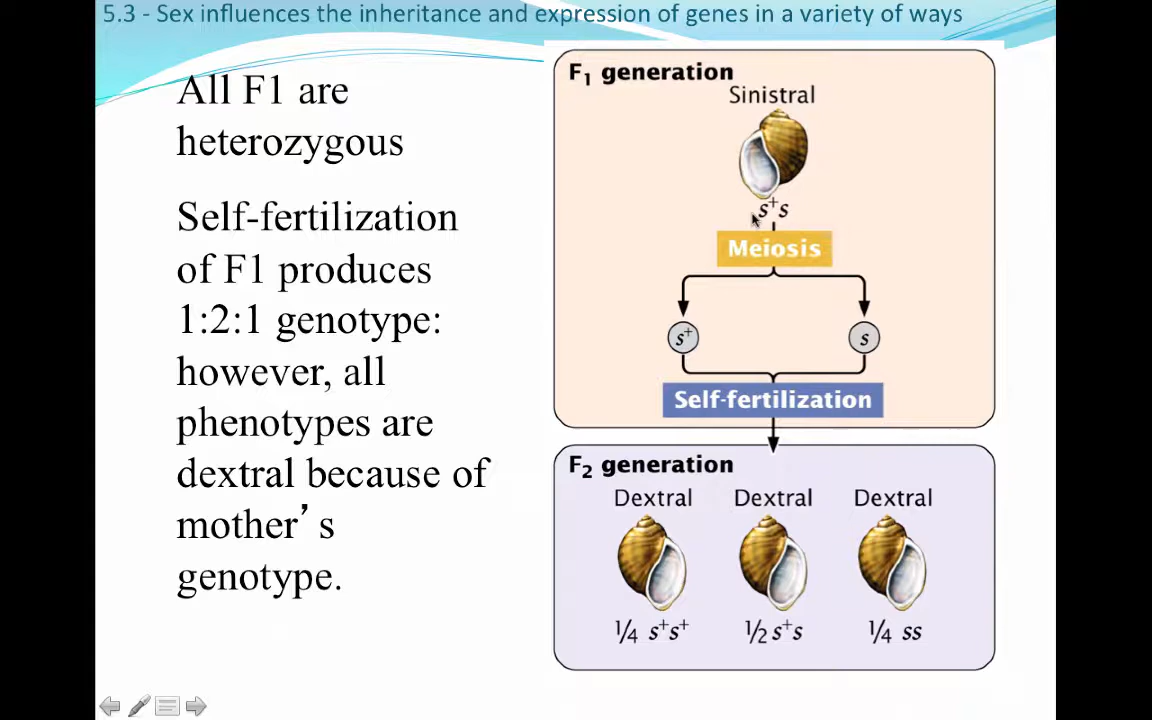 5.3 - Sex influences the inheritance and expression of genes in a variety of ways
All F1 are
heterozygous
Self-fertilization
of F1 produces
1:2:1 genotype:
however, all
phenotypes are
dextral because of
mother’s
genotype.
F₁ generation
Sinistral
s⁺s
Meiosis
s⁺ s
Self-fertilization
F₂ generation
Dextral Dextral Dextral
1/4 s⁺s⁺ 1/2 s⁺s 1/4 ss